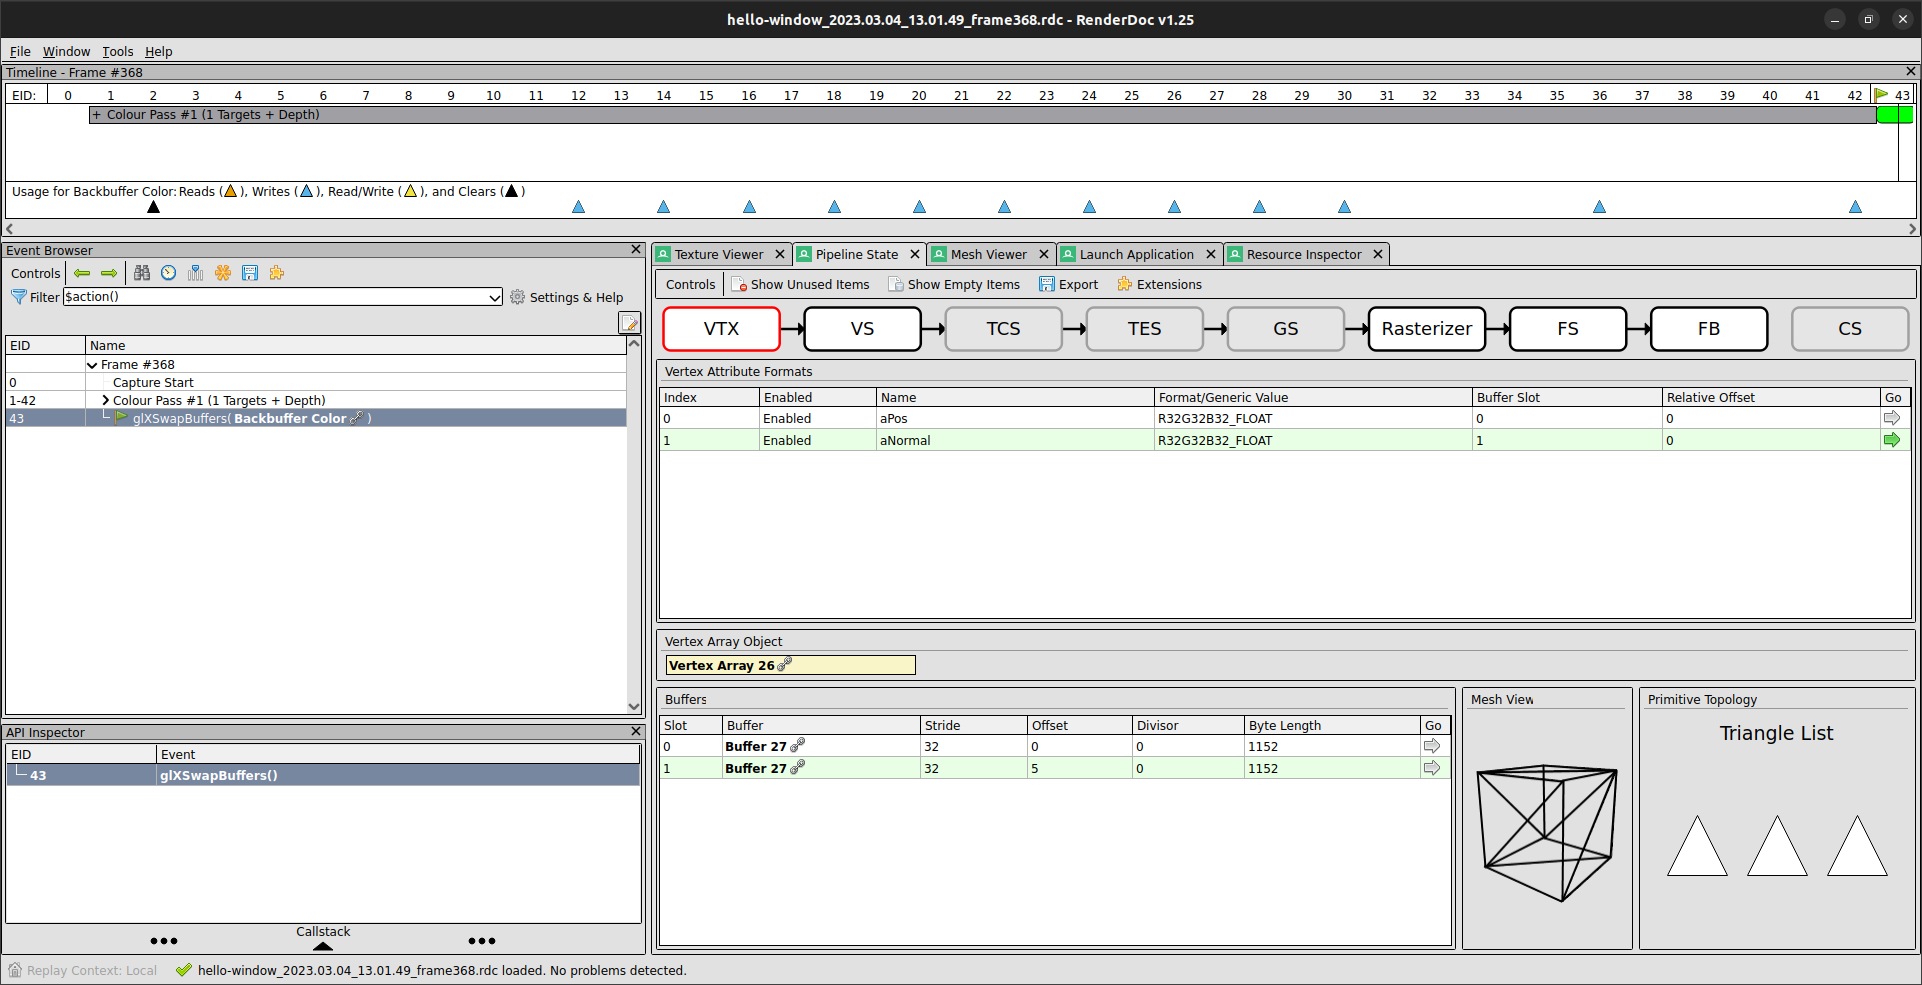 hello-window_2023.03.04_13.01.49_frame368.rdc - RenderDoc v1.25
File Window Tools Help
Timeline - Frame #368
EID: 0 1 2 3 4 5 6 7 8 9 10 11 12 13 14 15 16 17 18 19 20 21 22 23 24 25 26 27 28 29 30 31 32 33 34 35 36 37 38 39 40 41 42 43
+ Colour Pass #1 (1 Targets + Depth)
Usage for Backbuffer Color: Reads ( ), Writes ( ), Read/Write ( ), and Clears ( )
Event Browser
Controls
Filter $action() Settings & Help
EID Name
Frame #368
0 Capture Start
1-42 Colour Pass #1 (1 Targets + Depth)
43 glXSwapBuffers( Backbuffer Color )
API Inspector
EID Event
43 glXSwapBuffers()
Callstack
Texture Viewer Pipeline State Mesh Viewer Launch Application Resource Inspector
Controls Show Unused Items Show Empty Items Export Extensions
VTX VS TCS TES GS Rasterizer FS FB CS
Vertex Attribute Formats
Index Enabled Name Format/Generic Value Buffer Slot Relative Offset Go
0 Enabled aPos R32G32B32_FLOAT 0 0
1 Enabled aNormal R32G32B32_FLOAT 1 0
Vertex Array Object
Vertex Array 26
Buffers
Slot Buffer Stride Offset Divisor Byte Length Go
0 Buffer 27 32 0 0 1152
1 Buffer 27 32 5 0 1152
Mesh View
Primitive Topology
Triangle List
Replay Context: Local hello-window_2023.03.04_13.01.49_frame368.rdc loaded. No problems detected.